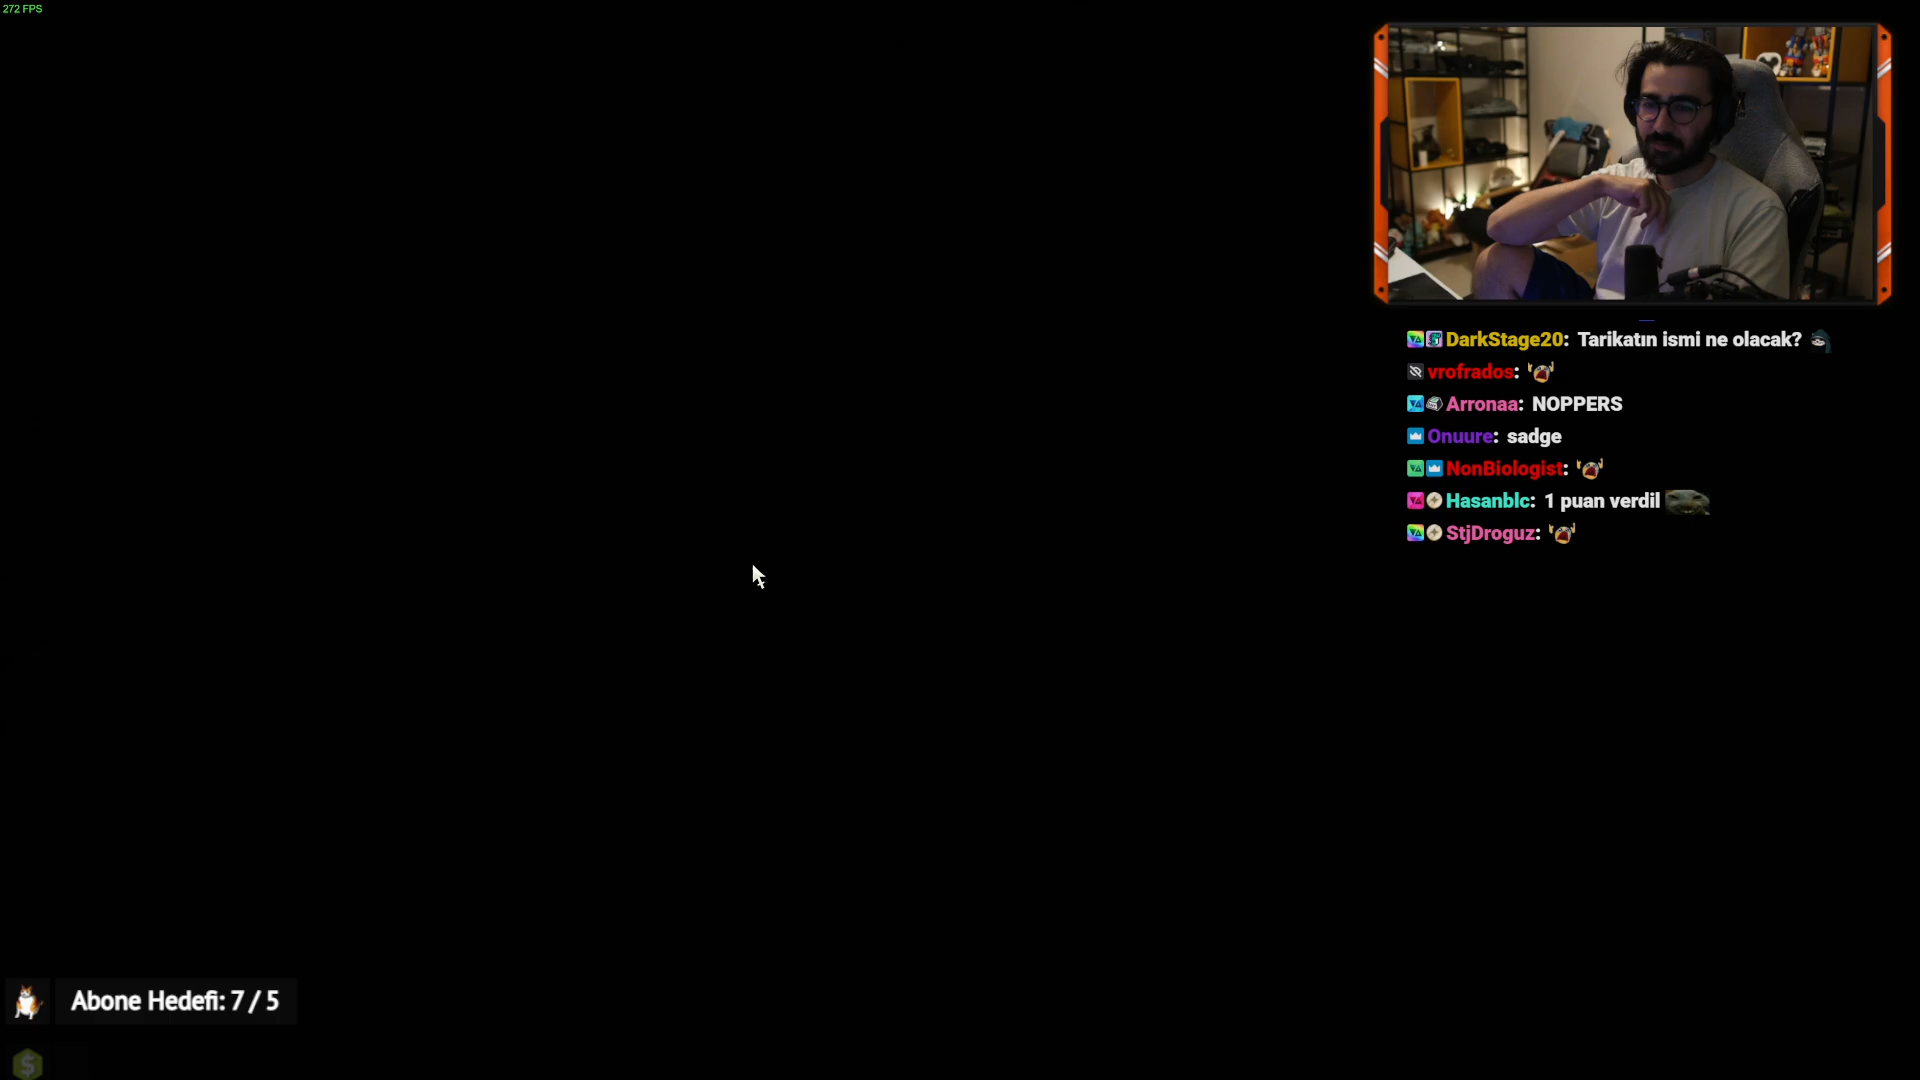 272 FPS
DarkStage20: Tarikatın ismi ne olacak?
vrofrados:
Arronaa: NOPPERS
Onuure: sadge
NonBiologist:
Hasanblc: 1 puan verdil
StjDroguz:
Abone Hedefi: 7 / 5